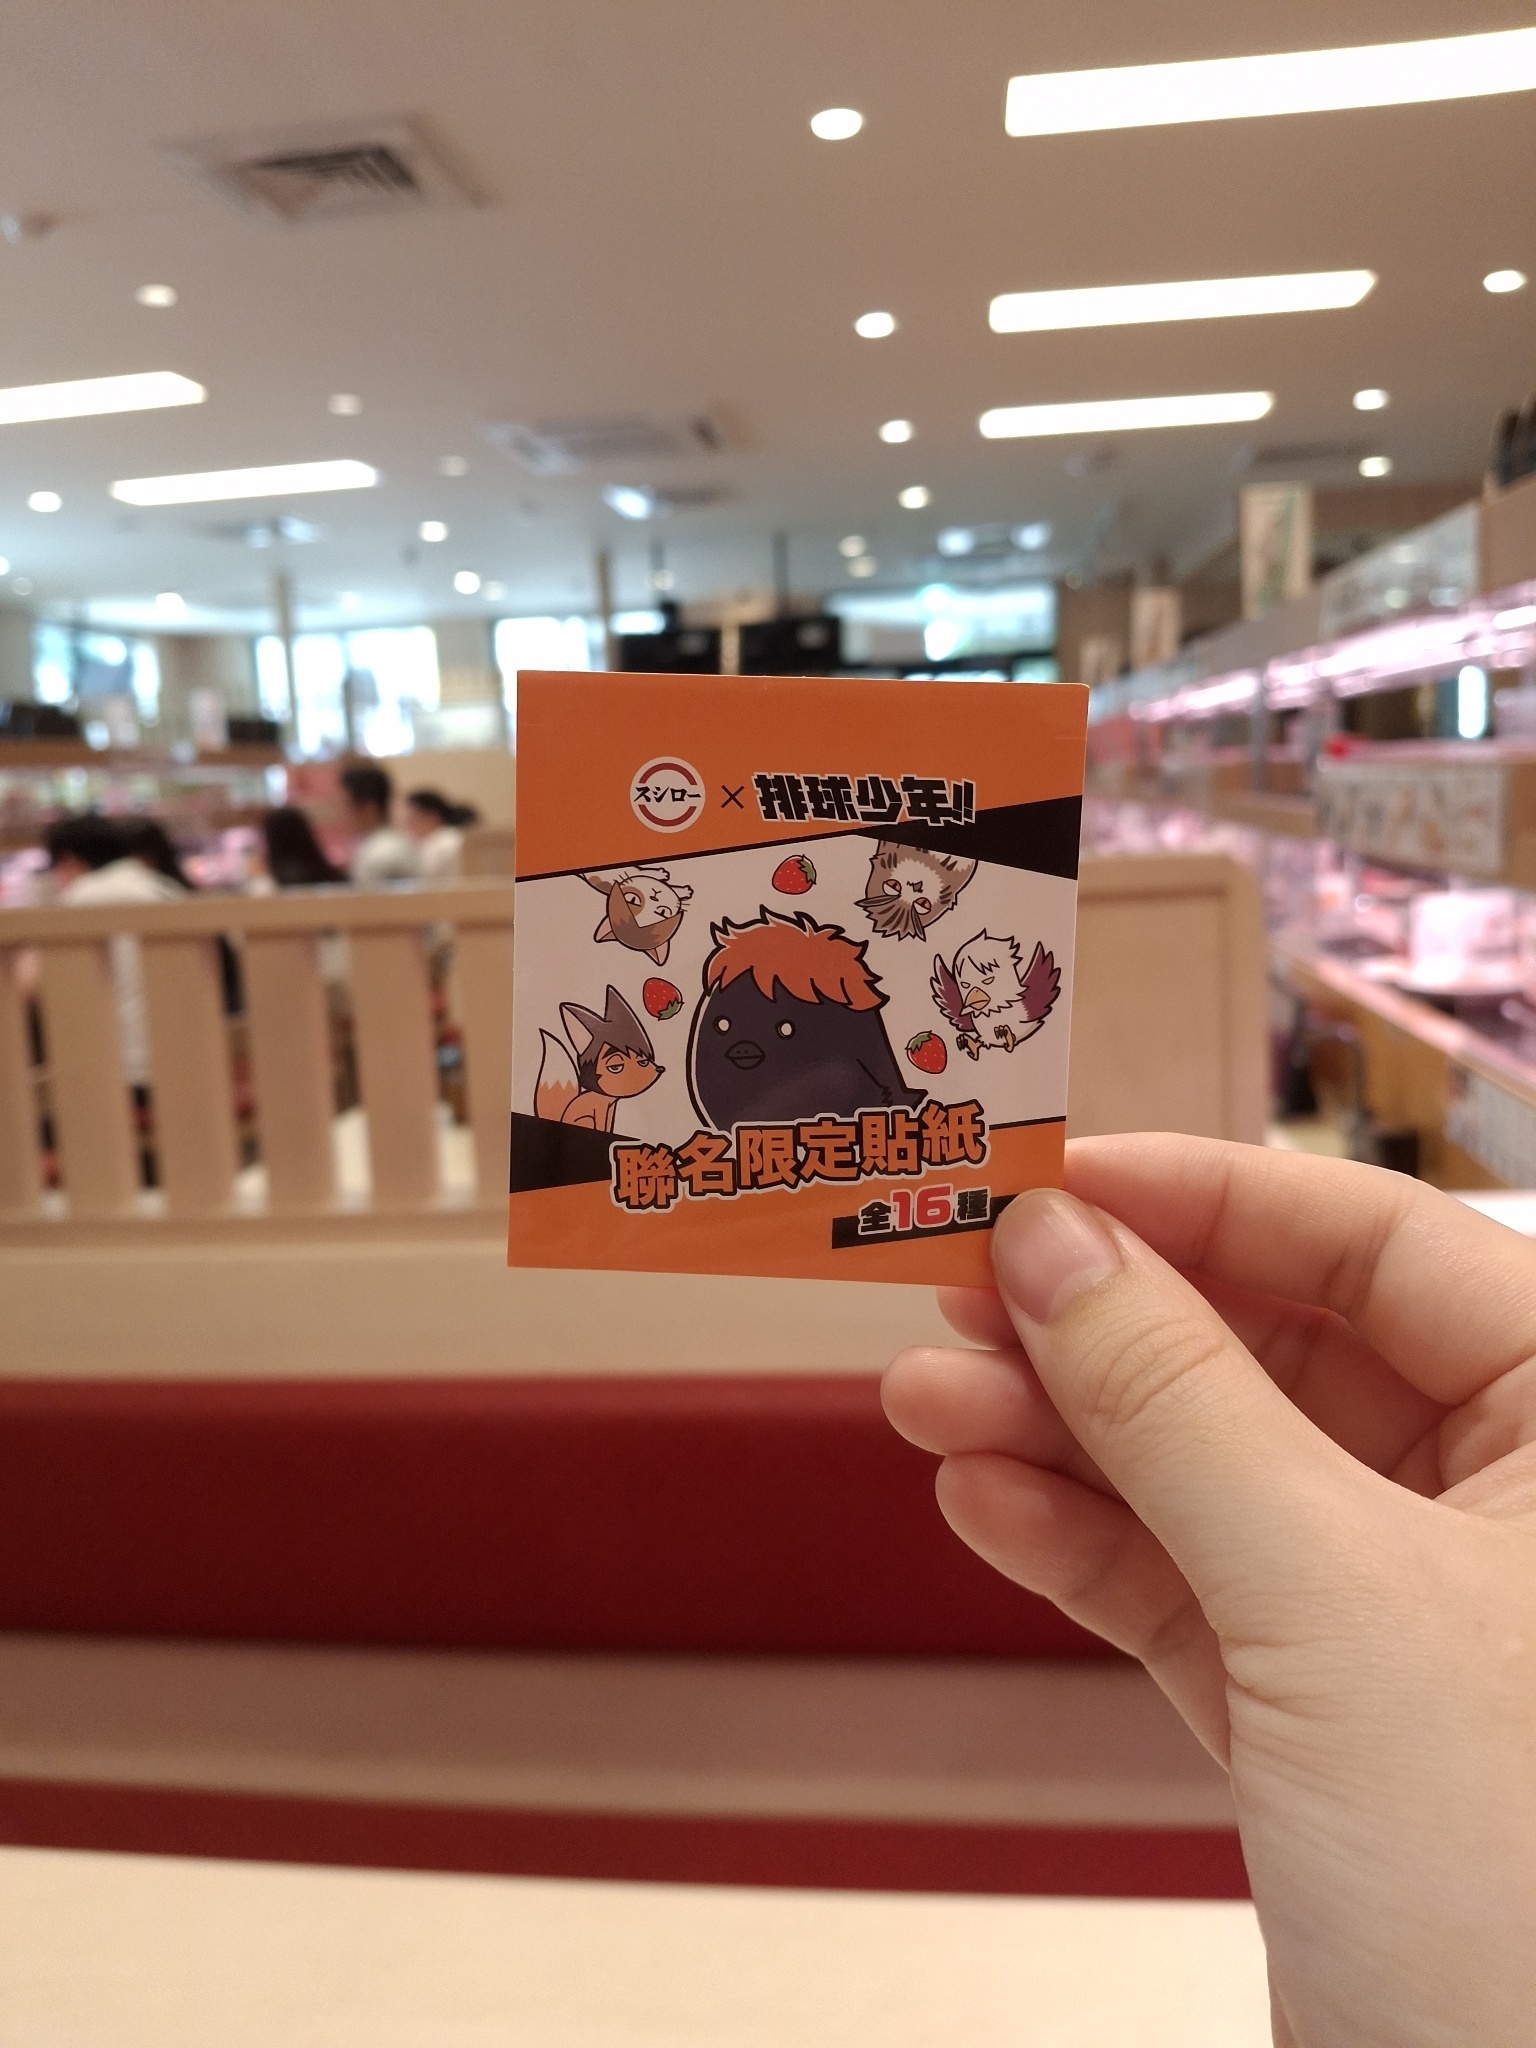 スシロー × 排球少年!!
聯名限定貼紙
全16種